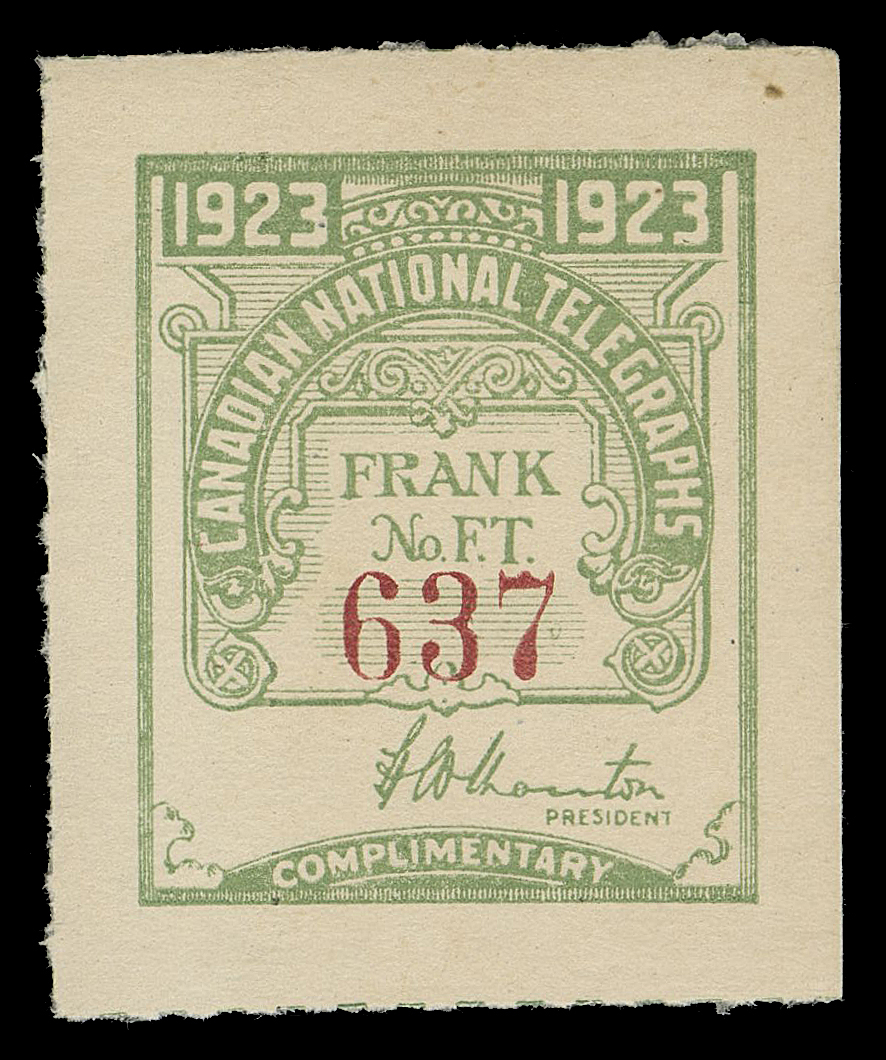 1923 1923
CANADIAN NATIONAL TELEGRAPHS
FRANK
No. F.T.
637
PRESIDENT
COMPLIMENTARY